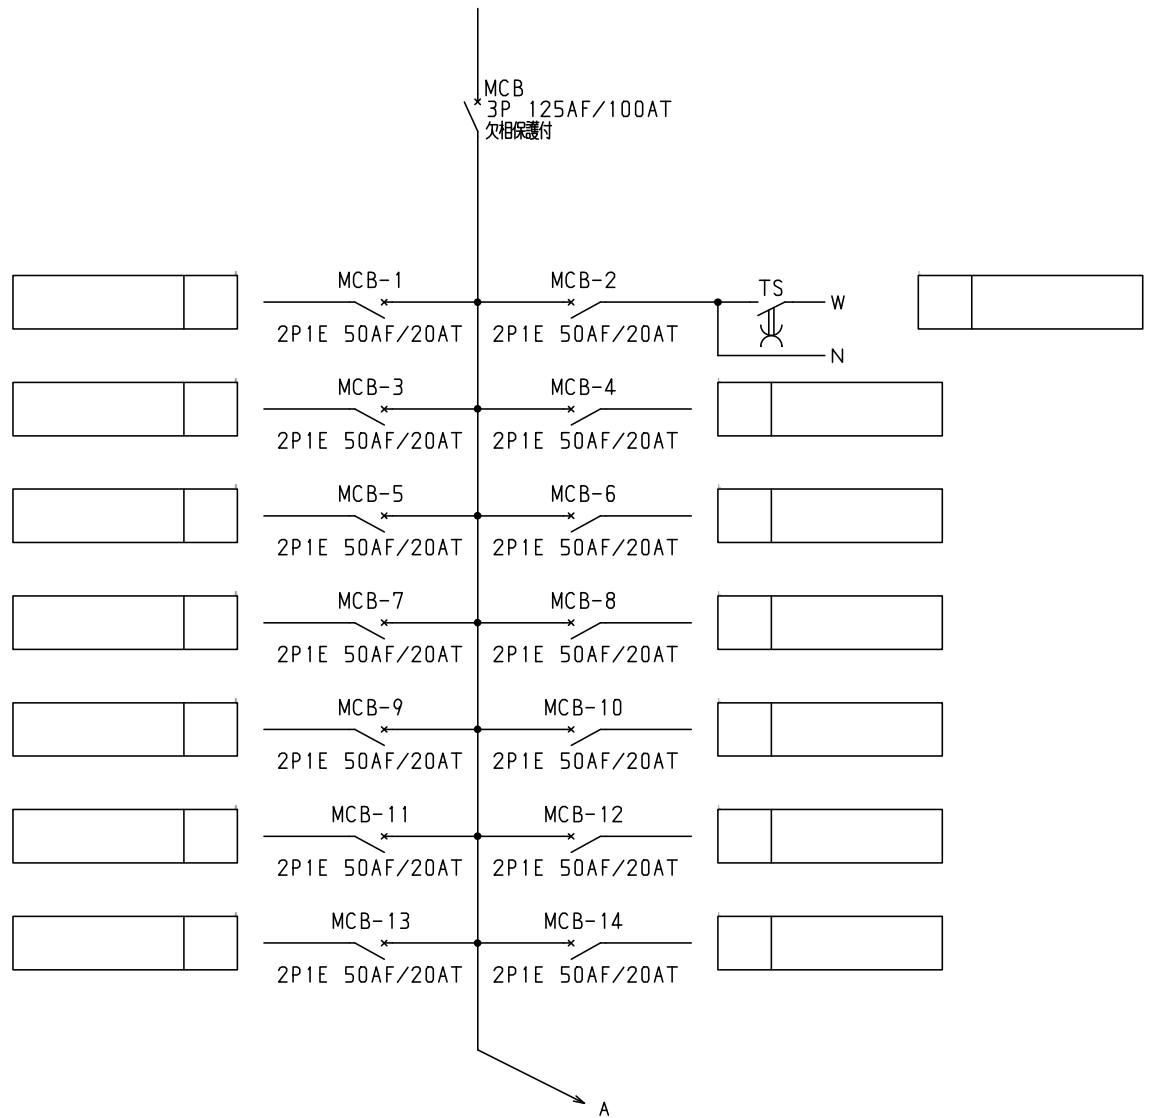 MCB
3P 125AF/100AT
欠相保護付
MCB-1
2P1E 50AF/20AT
MCB-2
2P1E 50AF/20AT
TS
W
N
MCB-3
2P1E 50AF/20AT
MCB-4
2P1E 50AF/20AT
MCB-5
2P1E 50AF/20AT
MCB-6
2P1E 50AF/20AT
MCB-7
2P1E 50AF/20AT
MCB-8
2P1E 50AF/20AT
MCB-9
2P1E 50AF/20AT
MCB-10
2P1E 50AF/20AT
MCB-11
2P1E 50AF/20AT
MCB-12
2P1E 50AF/20AT
MCB-13
2P1E 50AF/20AT
MCB-14
2P1E 50AF/20AT
A